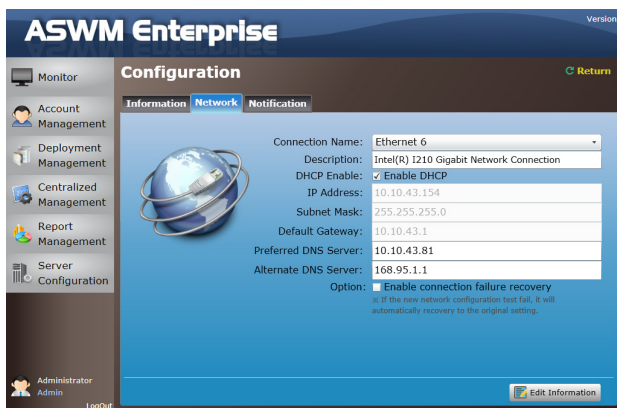 ASWM Enterprise
Version
Monitor
Account
Management
Deployment
Management
Centralized
Management
Report
Management
Server
Configuration
Administrator
Admin
LogOut
Configuration
Return
Information Network Notification
Connection Name: Ethernet 6
Description: Intel(R) I210 Gigabit Network Connection
DHCP Enable: Enable DHCP
IP Address: 10.10.43.154
Subnet Mask: 255.255.255.0
Default Gateway: 10.10.43.1
Preferred DNS Server: 10.10.43.81
Alternate DNS Server: 168.95.1.1
Option: Enable connection failure recovery
※ If the new network configuration test fail, it will
automatically recovery to the original setting.
Edit Information